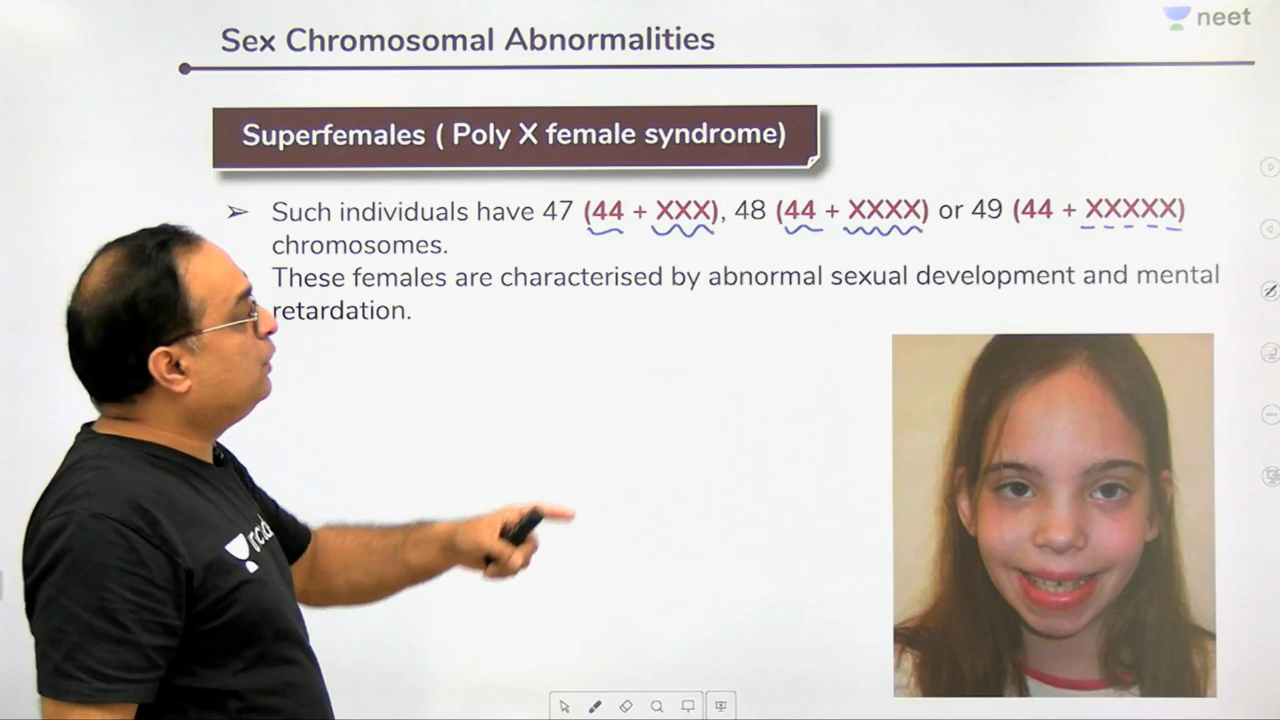 Sex Chromosomal Abnormalities
neet
Superfemales ( Poly X female syndrome)
➢ Such individuals have 47 (44 + XXX), 48 (44 + XXXX) or 49 (44 + XXXXX)
chromosomes.
These females are characterised by abnormal sexual development and mental
retardation.